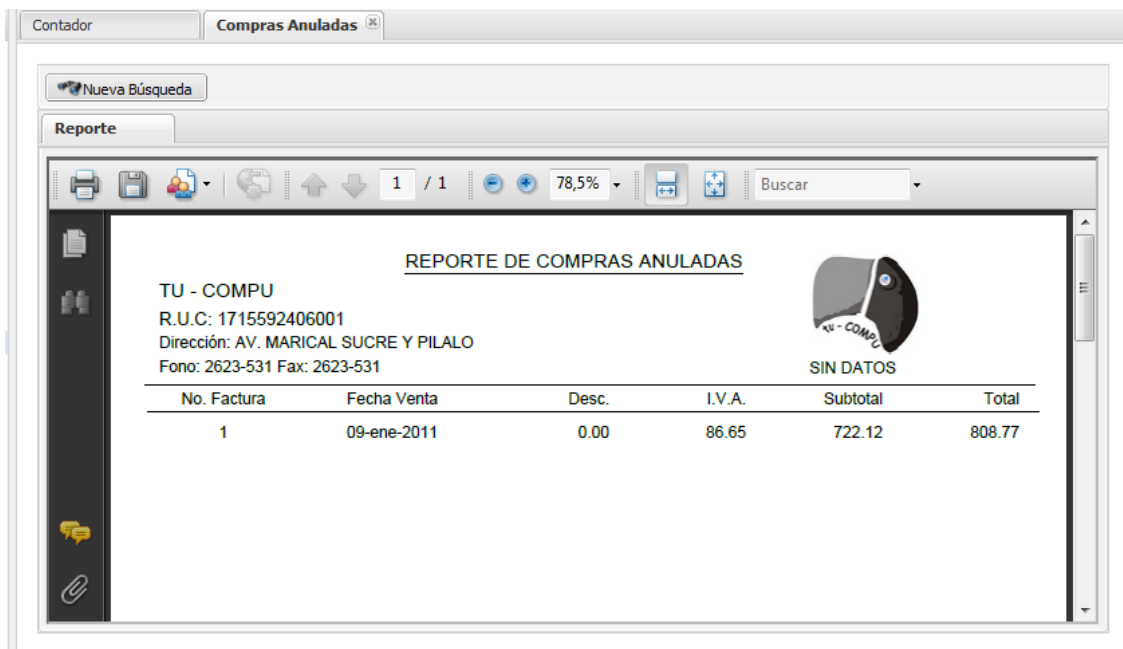 Contador Compras Anuladas
Nueva Búsqueda
Reporte
1 / 1 78,5% Buscar
REPORTE DE COMPRAS ANULADAS
TU - COMPU
R.U.C: 1715592406001
Dirección: AV. MARICAL SUCRE Y PILALO
Fono: 2623-531 Fax: 2623-531
TU - COMPU
SIN DATOS
No. Factura Fecha Venta Desc. I.V.A. Subtotal Total
1 09-ene-2011 0.00 86.65 722.12 808.77